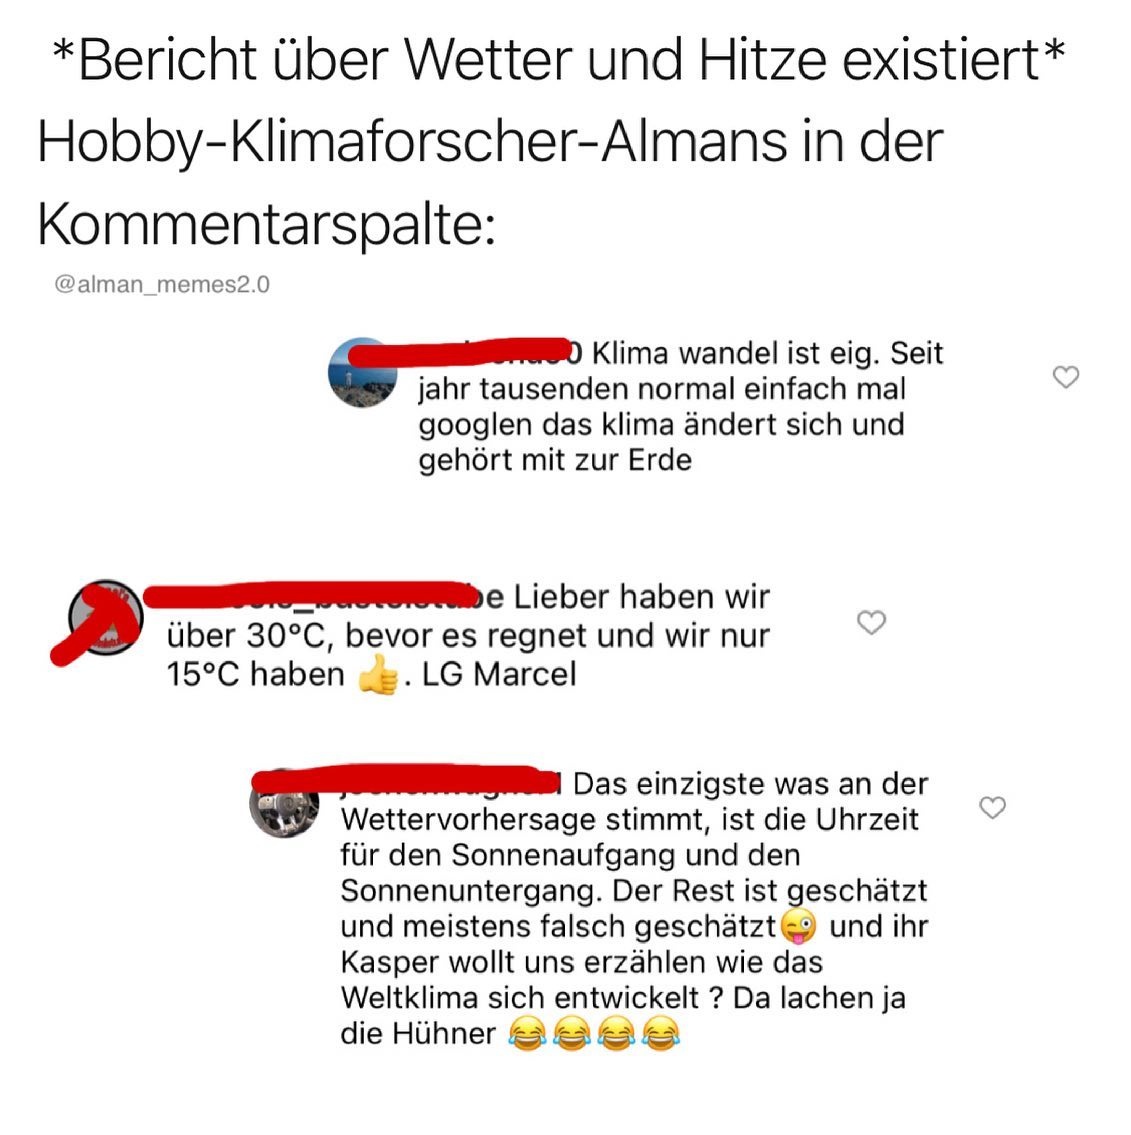 *Bericht über Wetter und Hitze existiert*
Hobby-Klimaforscher-Almans in der
Kommentarspalte:
@alman_memes2.0
Klima wandel ist eig. Seit
jahr tausenden normal einfach mal
googlen das klima ändert sich und
gehört mit zur Erde
Lieber haben wir
über 30°C, bevor es regnet und wir nur
15°C haben 👍. LG Marcel
Das einzigste was an der
Wettervorhersage stimmt, ist die Uhrzeit
für den Sonnenaufgang und den
Sonnenuntergang. Der Rest ist geschätzt
und meistens falsch geschätzt😜 und ihr
Kasper wollt uns erzählen wie das
Weltklima sich entwickelt ? Da lachen ja
die Hühner 😂😂😂😂